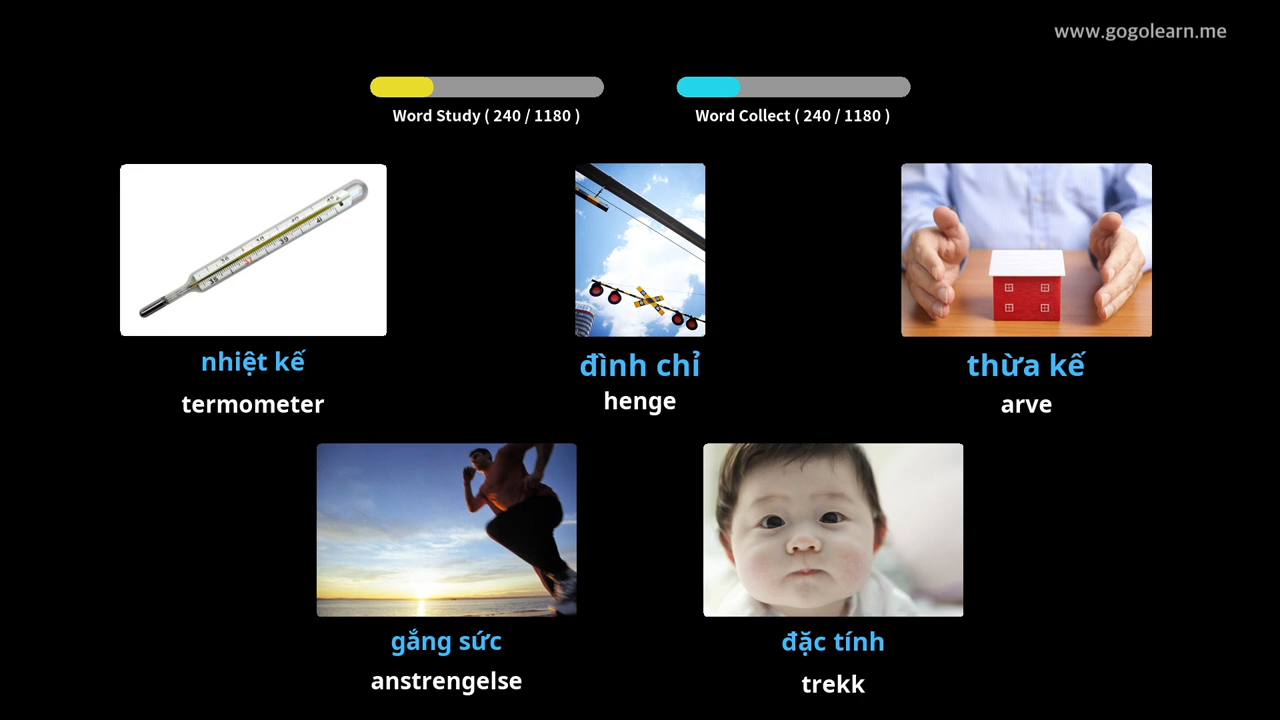 www.gogolearn.me
Word Study ( 240 / 1180 )
Word Collect ( 240 / 1180 )
nhiệt kế
termometer
đình chỉ
henge
thừa kế
arve
gắng sức
anstrengelse
đặc tính
trekk